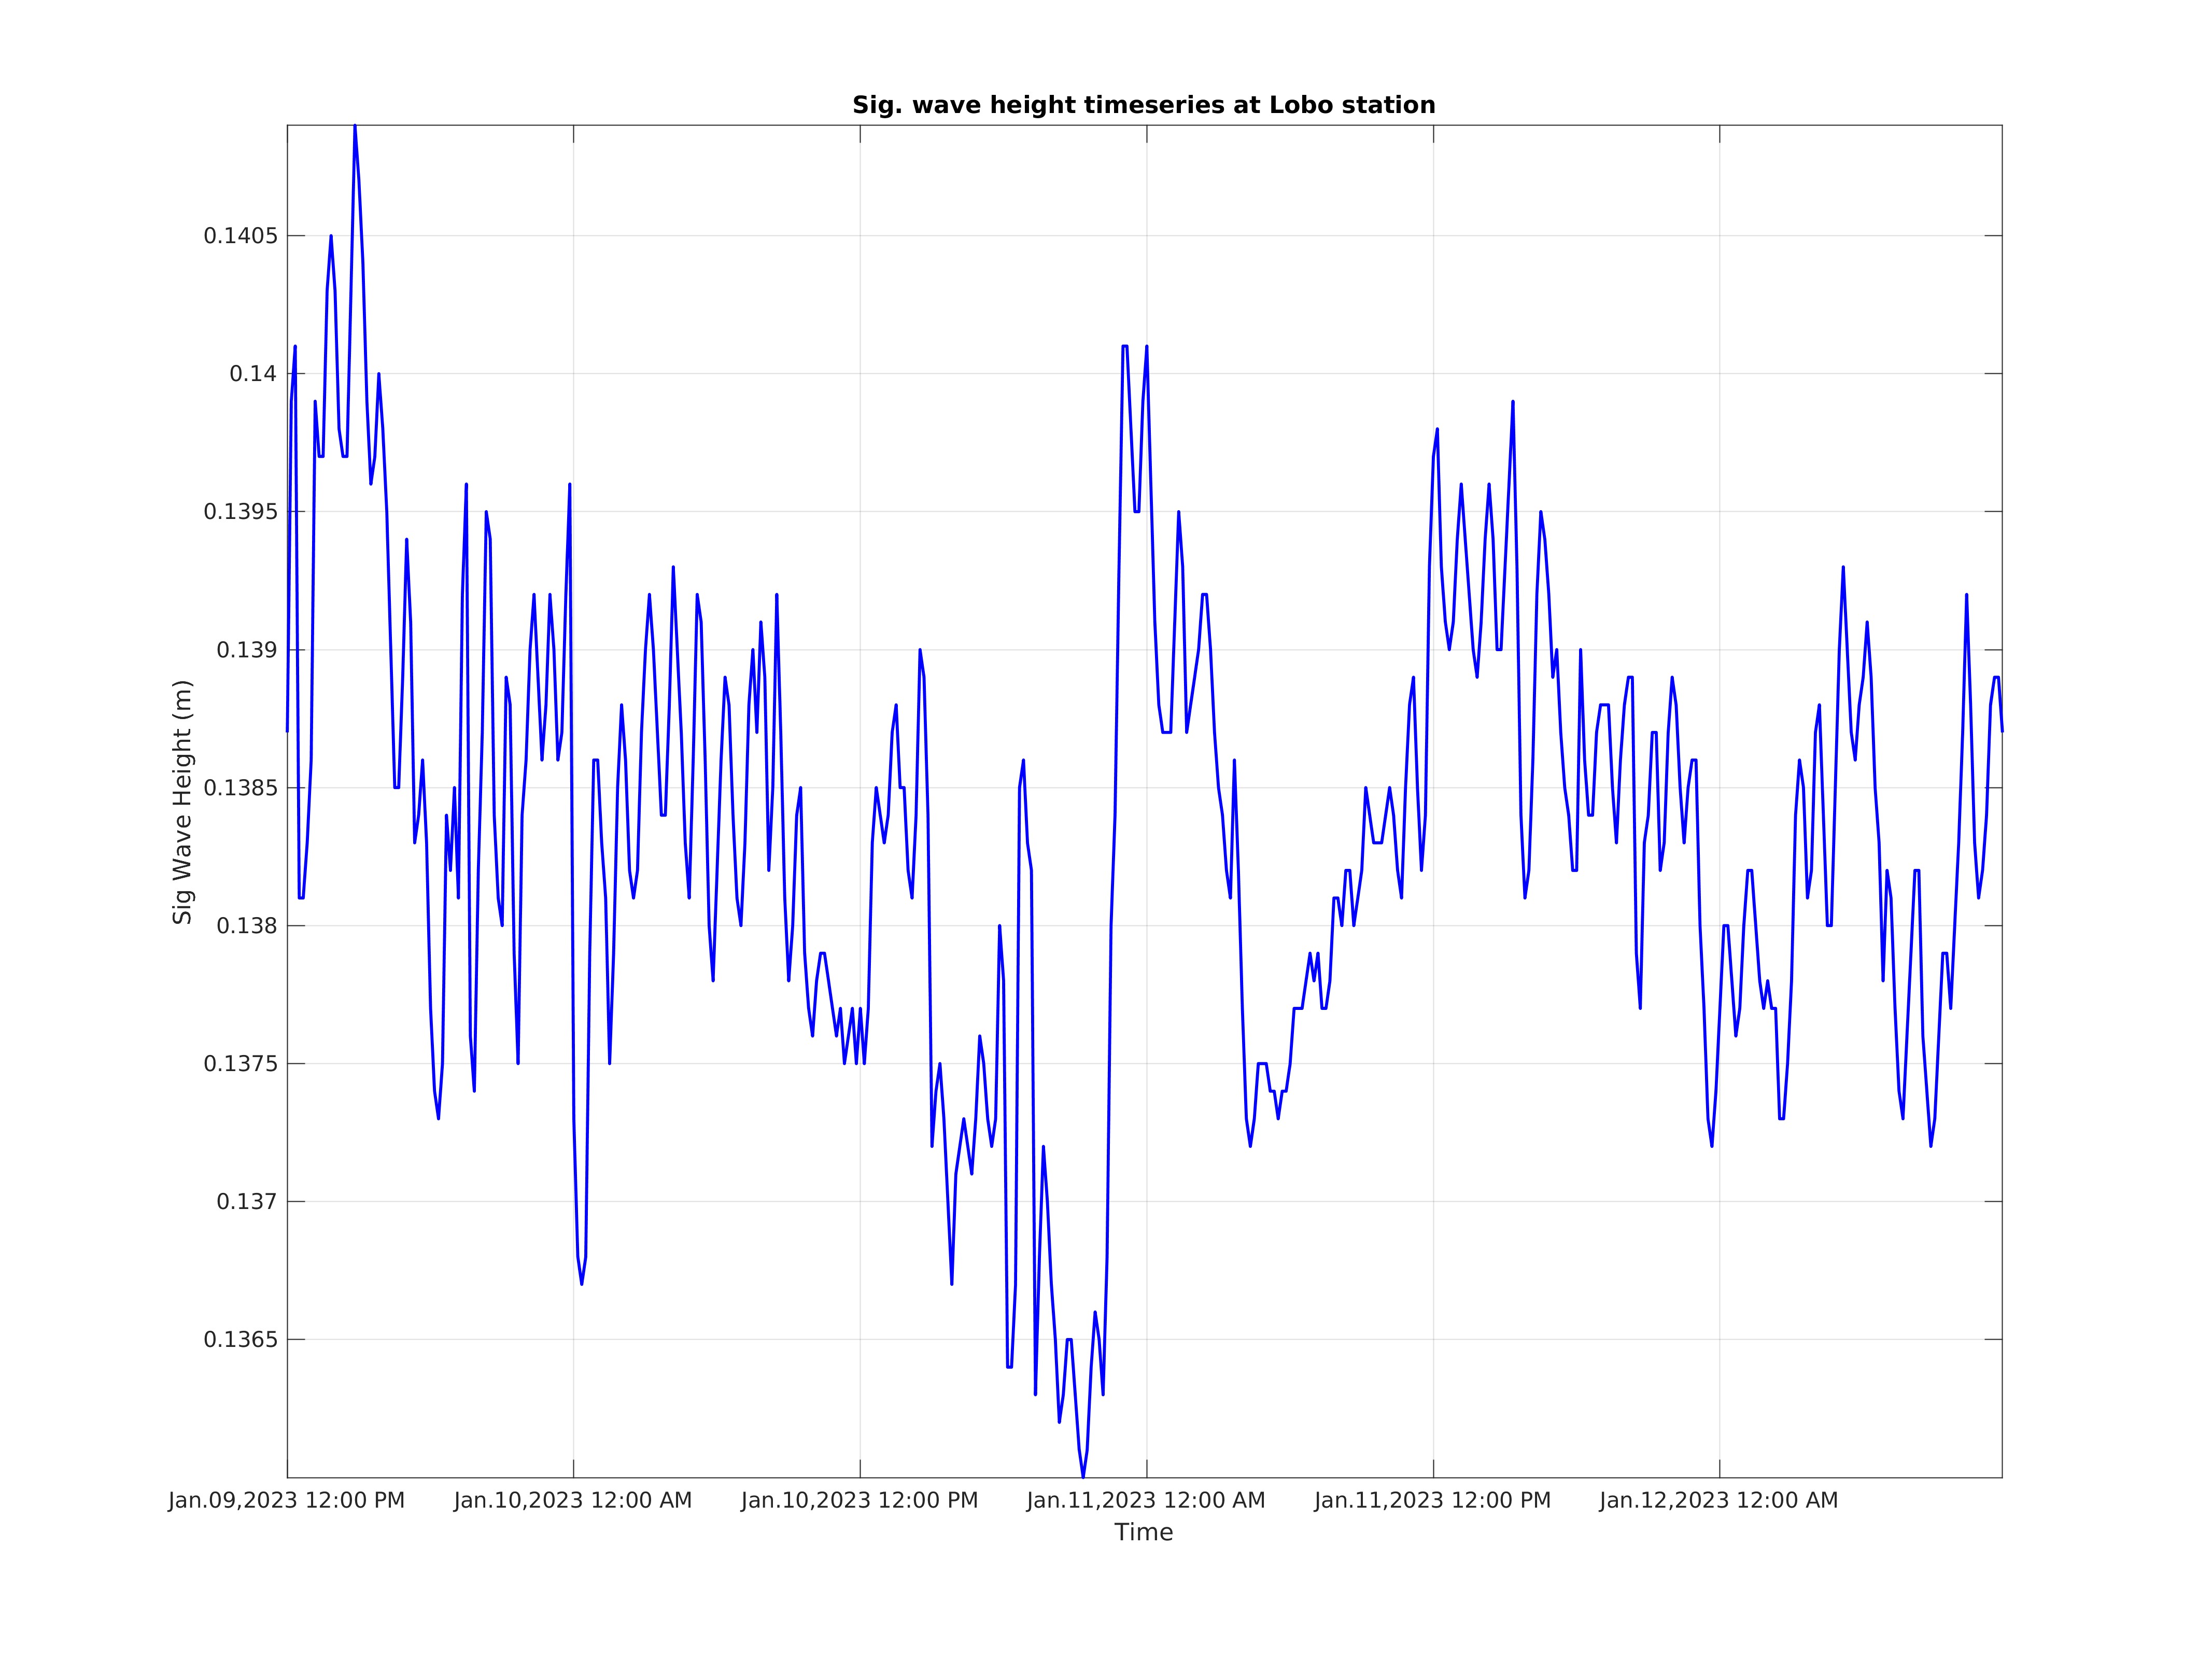 Sig. wave height timeseries at Lobo station
0.1405
0.14
0.1395
0.139
0.1385
0.138
0.1375
0.137
0.1365
Sig Wave Height (m)
Jan.09,2023 12:00 PM
Jan.10,2023 12:00 AM
Jan.10,2023 12:00 PM
Jan.11,2023 12:00 AM
Jan.11,2023 12:00 PM
Jan.12,2023 12:00 AM
Time